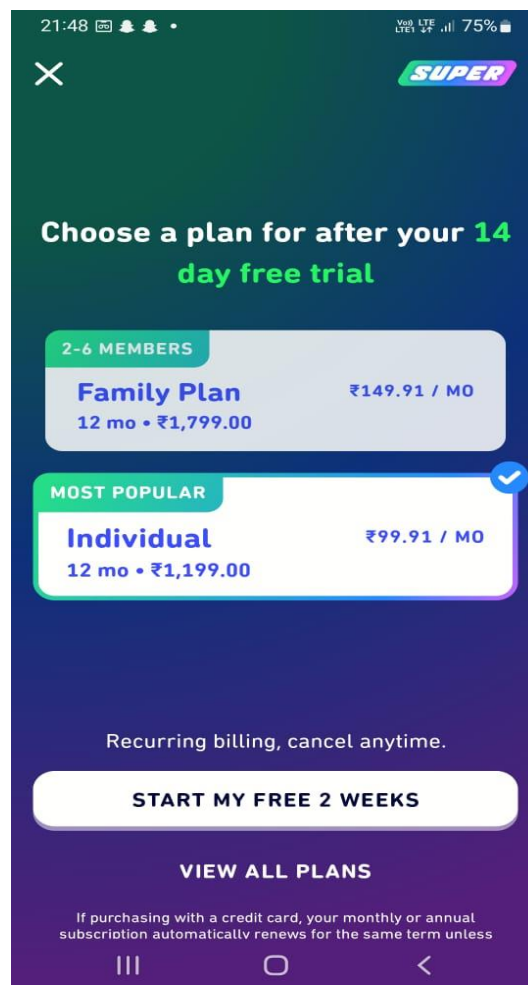 21:48
VoD LTE 75%
LTE1
SUPER
Choose a plan for after your 14
day free trial
2-6 MEMBERS
Family Plan ₹149.91 / MO
12 mo • ₹1,799.00
MOST POPULAR
Individual ₹99.91 / MO
12 mo • ₹1,199.00
Recurring billing, cancel anytime.
START MY FREE 2 WEEKS
VIEW ALL PLANS
If purchasing with a credit card, your monthly or annual
subscription automatically renews for the same term unless